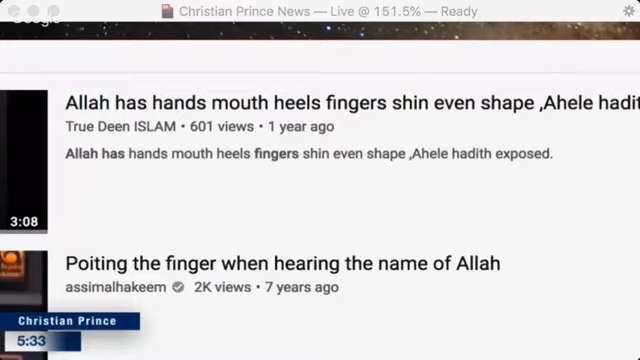 Christian Prince News — Live @ 151.5% — Ready
Google
Allah has hands mouth heels fingers shin even shape ,Ahele hadit
True Deen ISLAM • 601 views • 1 year ago
Allah has hands mouth heels fingers shin even shape ,Ahele hadith exposed.
3:08
Poiting the finger when hearing the name of Allah
assimalhakeem 2K views • 7 years ago
Christian Prince
5:33